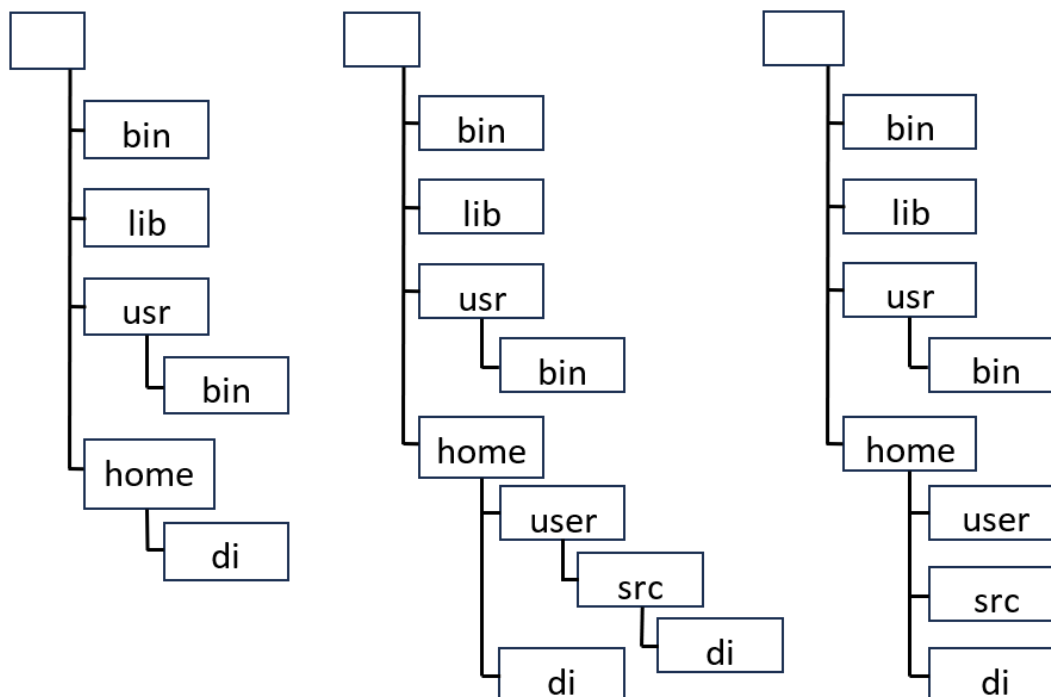 bin
lib
usr
bin
home
di
bin
lib
usr
bin
home
user
src
di
di
bin
lib
usr
bin
home
user
src
di